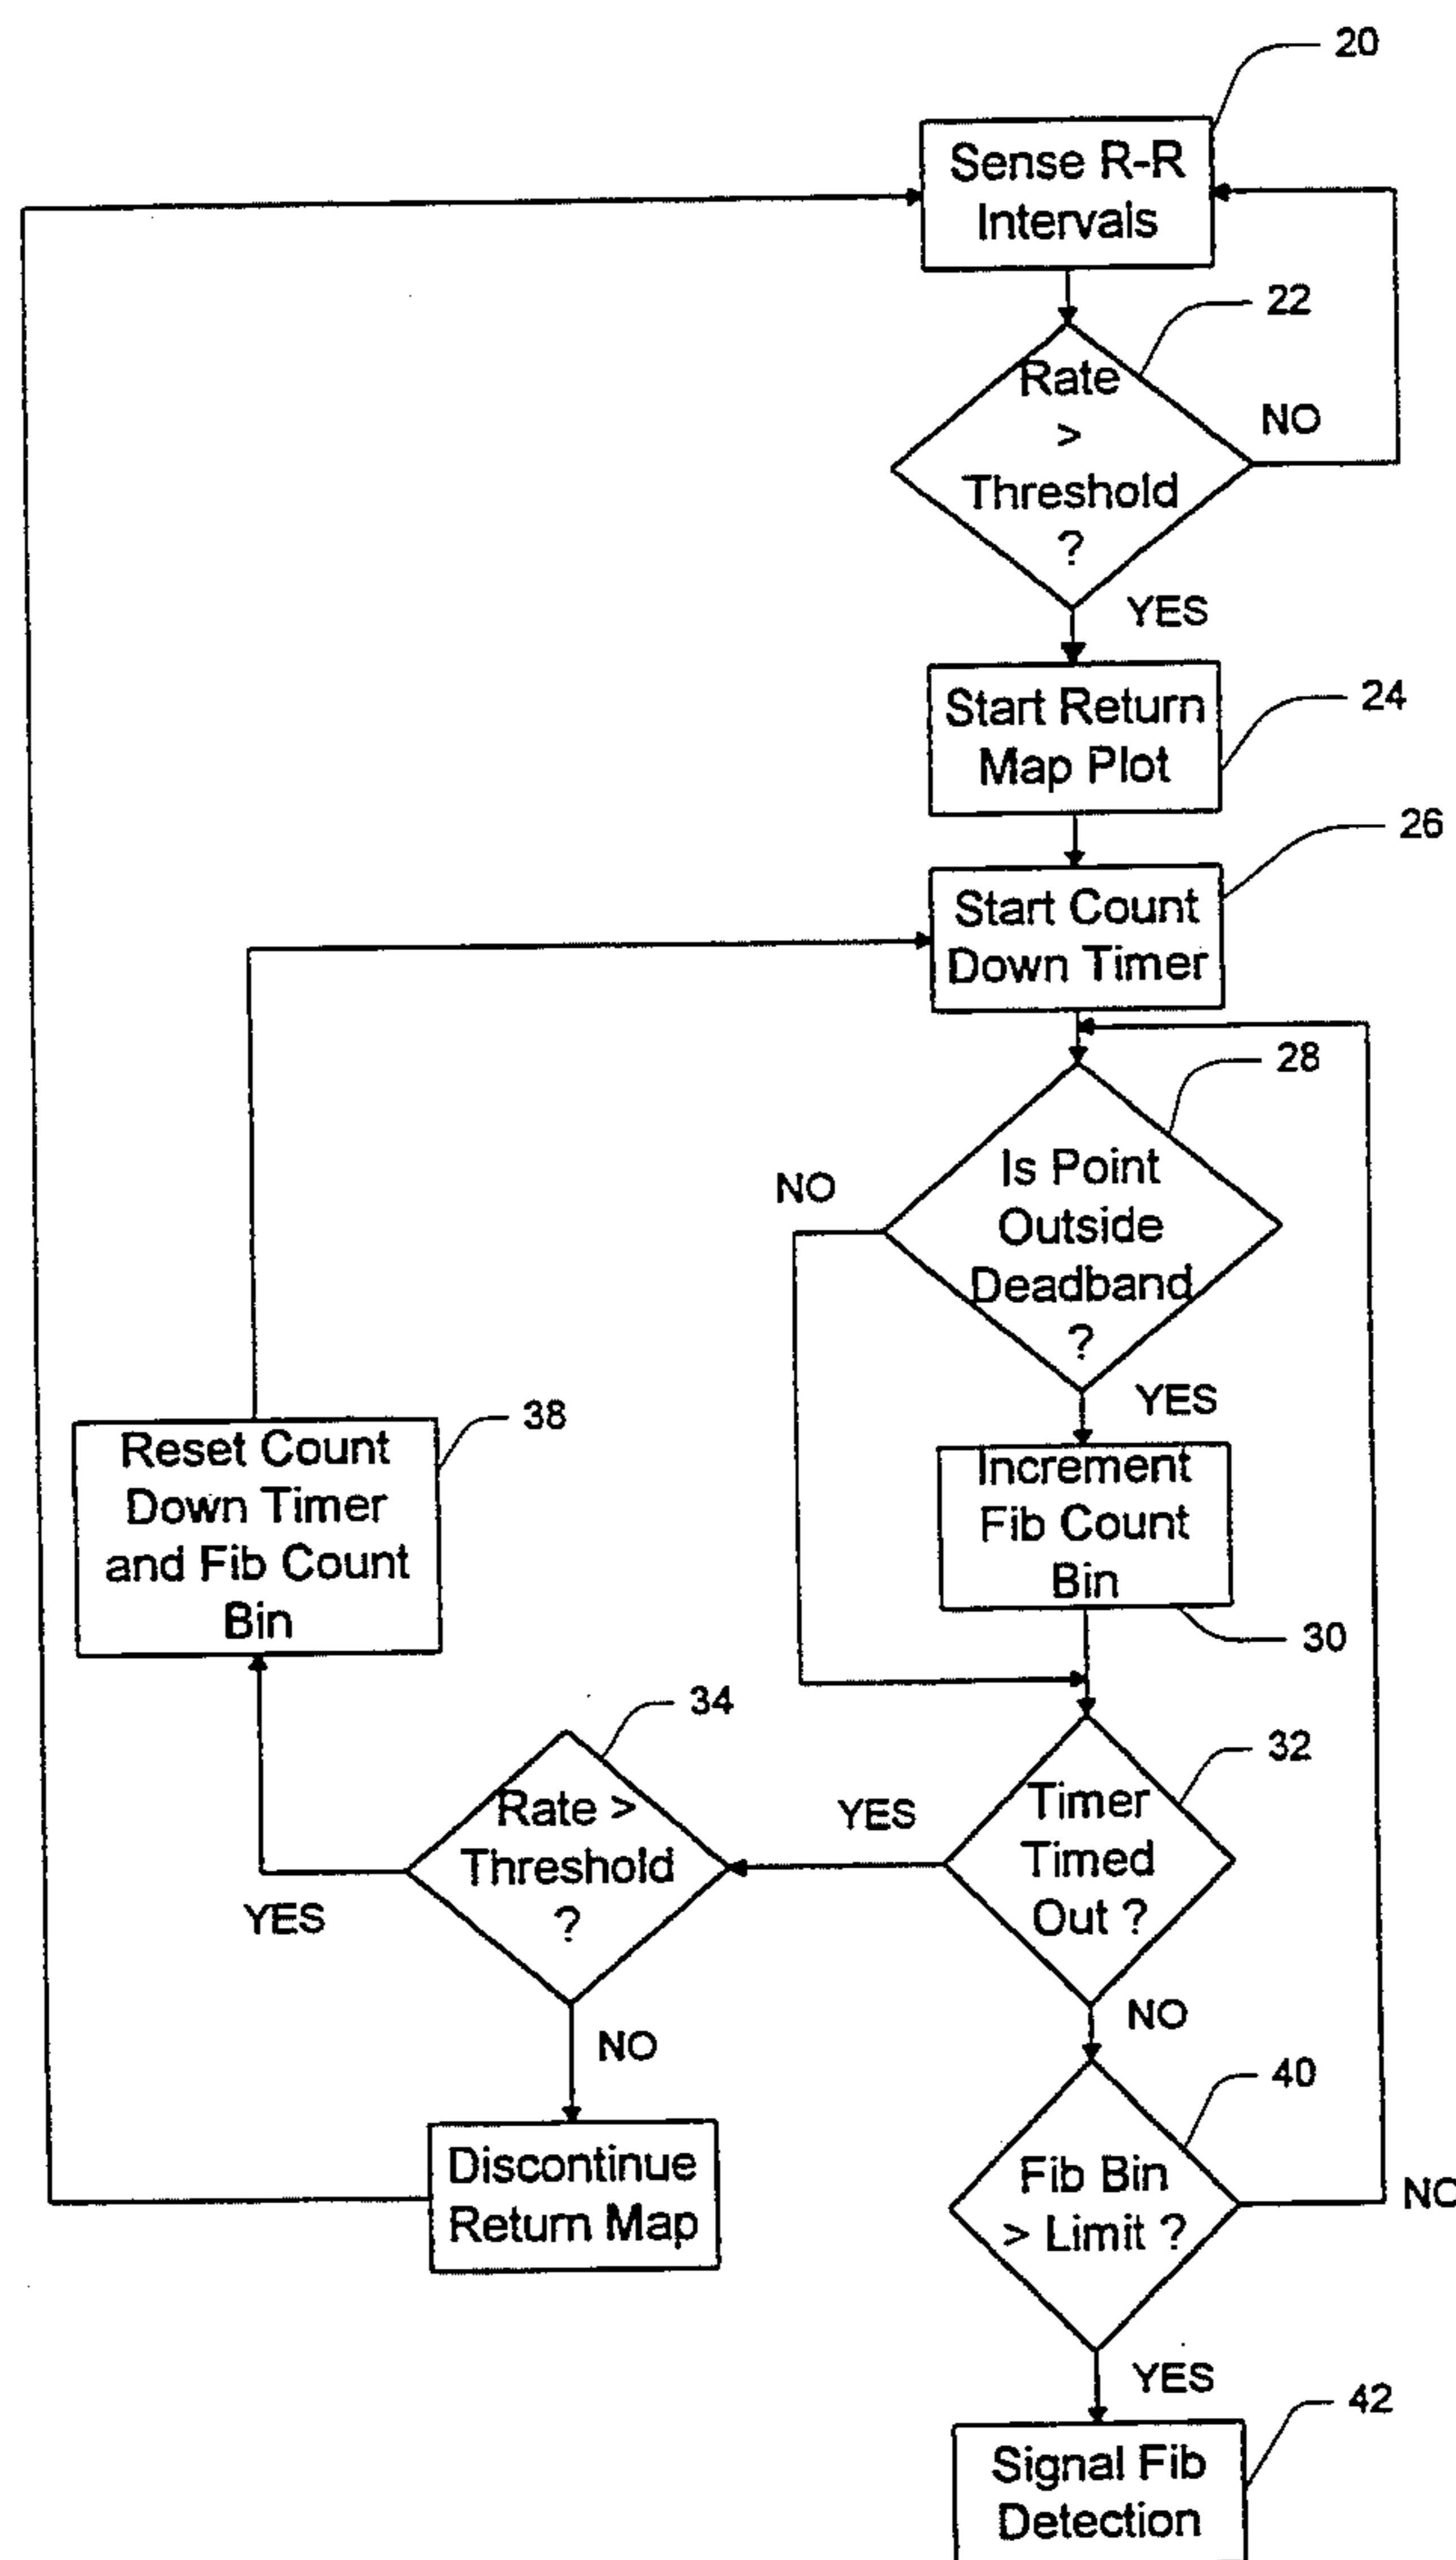 20
Sense R-R
Intervals
22
Rate
>
Threshold
?
NO
YES
Start Return
Map Plot
24
26
Start Count
Down Timer
28
Is Point
Outside
Deadband
?
NO
YES
Increment
Fib Count
Bin
30
38
Reset Count
Down Timer
and Fib Count
Bin
34
Rate >
Threshold
?
YES
YES
32
Timer
Timed
Out ?
NO
NO
40
Fib Bin
> Limit ?
NO
Discontinue
Return Map
YES
42
Signal Fib
Detection